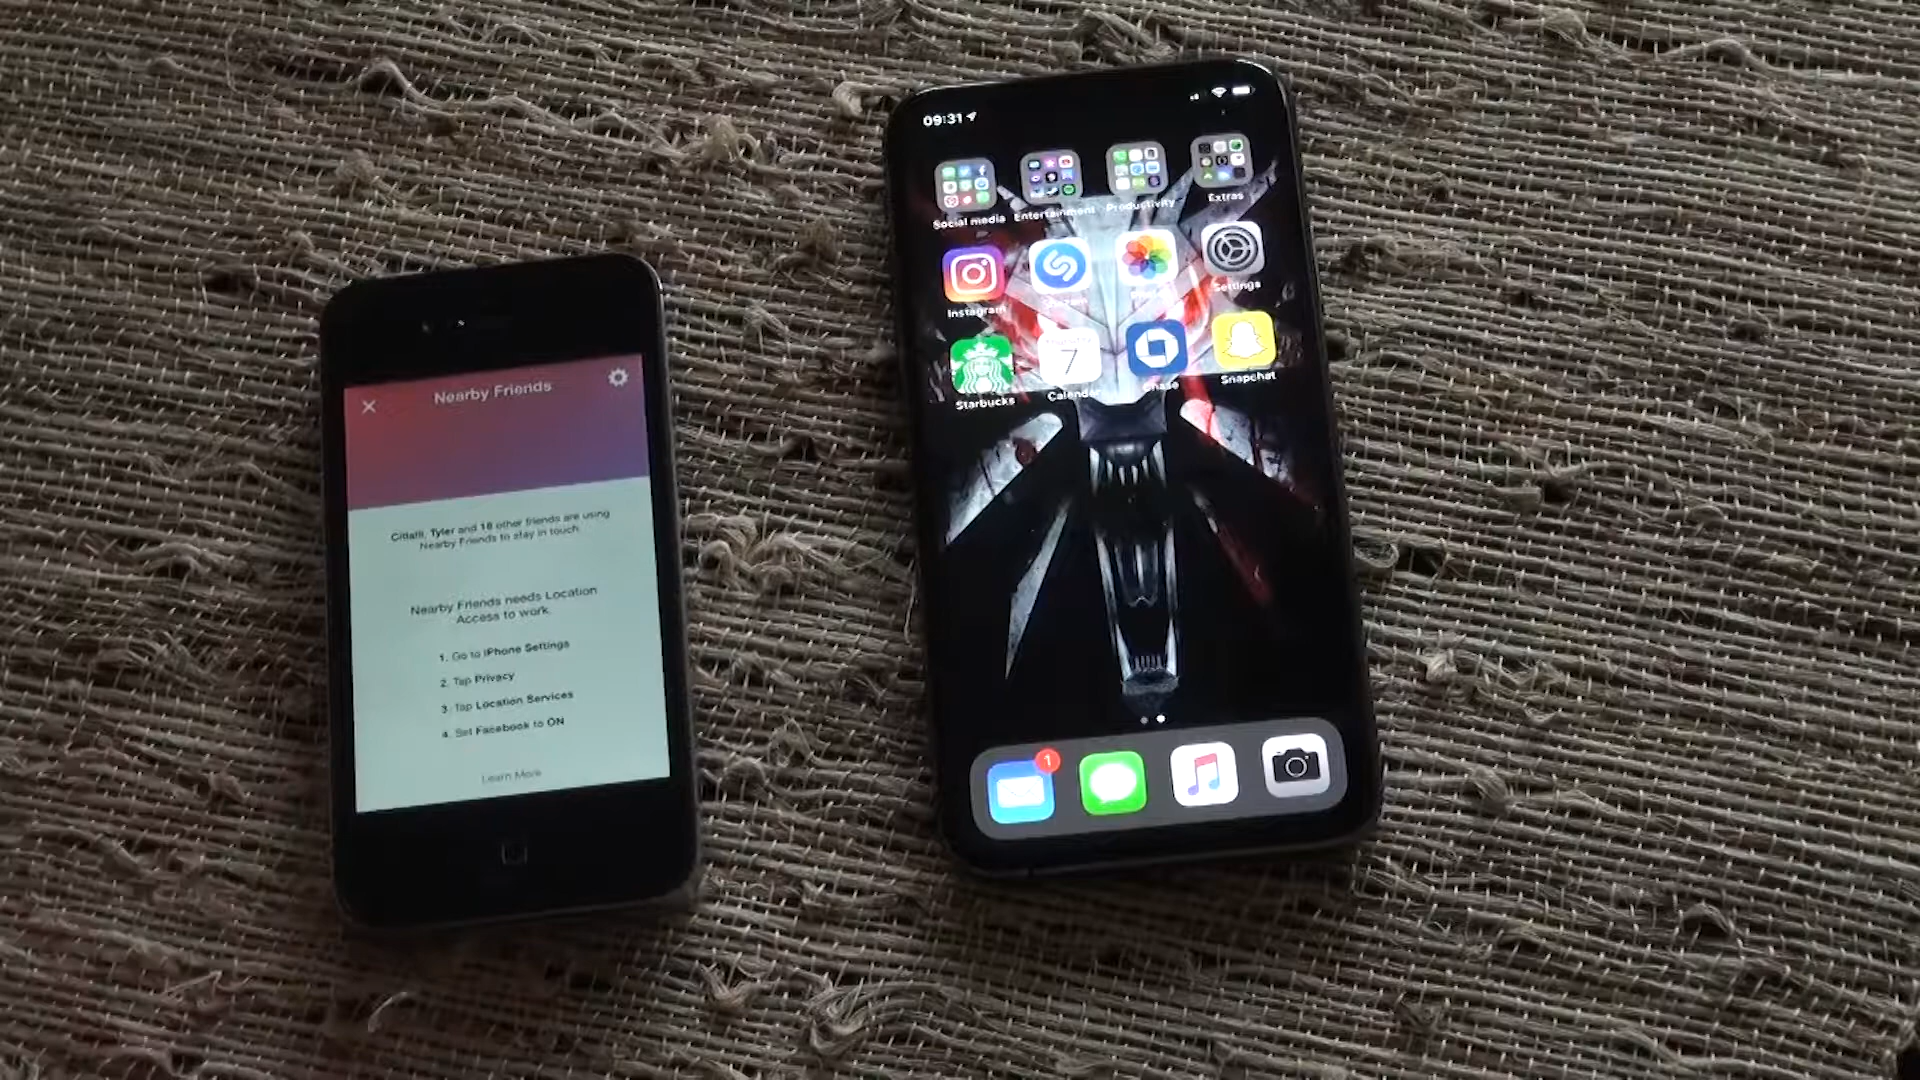 Nearby Friends
Citlalli, Tyler and 18 other friends are using
Nearby Friends to stay in touch.
Nearby Friends needs Location
Access to work.
1. Go to iPhone Settings
2. Tap Privacy
3. Tap Location Services
4. Set Facebook to ON
Learn More
09:31
Social media Entertainment Productivity Extras
Instagram Shazam Settings
Thursday
7
Starbucks Calendar Chase Snapchat
1